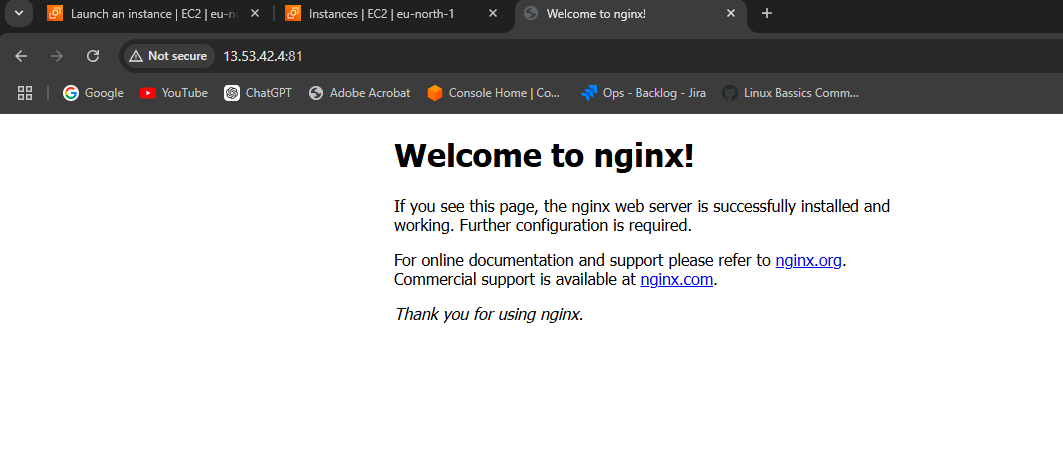 Launch an instance | EC2 | eu-n
Instances | EC2 | eu-north-1
Welcome to nginx!
Not secure
13.53.42.4:81
Google
YouTube
ChatGPT
Adobe Acrobat
Console Home | Co...
Ops - Backlog - Jira
Linux Bassics Comm...
Welcome to nginx!
If you see this page, the nginx web server is successfully installed and
working. Further configuration is required.
For online documentation and support please refer to nginx.org.
Commercial support is available at nginx.com.
Thank you for using nginx.